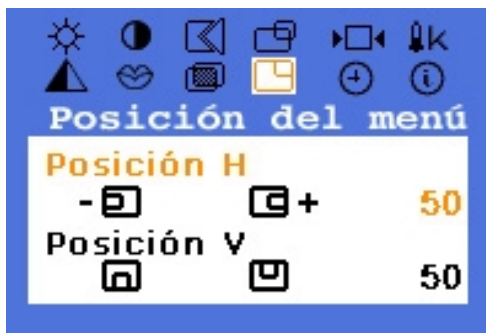 K
Posición del menú
Posición H
- + 50
Posición V
50